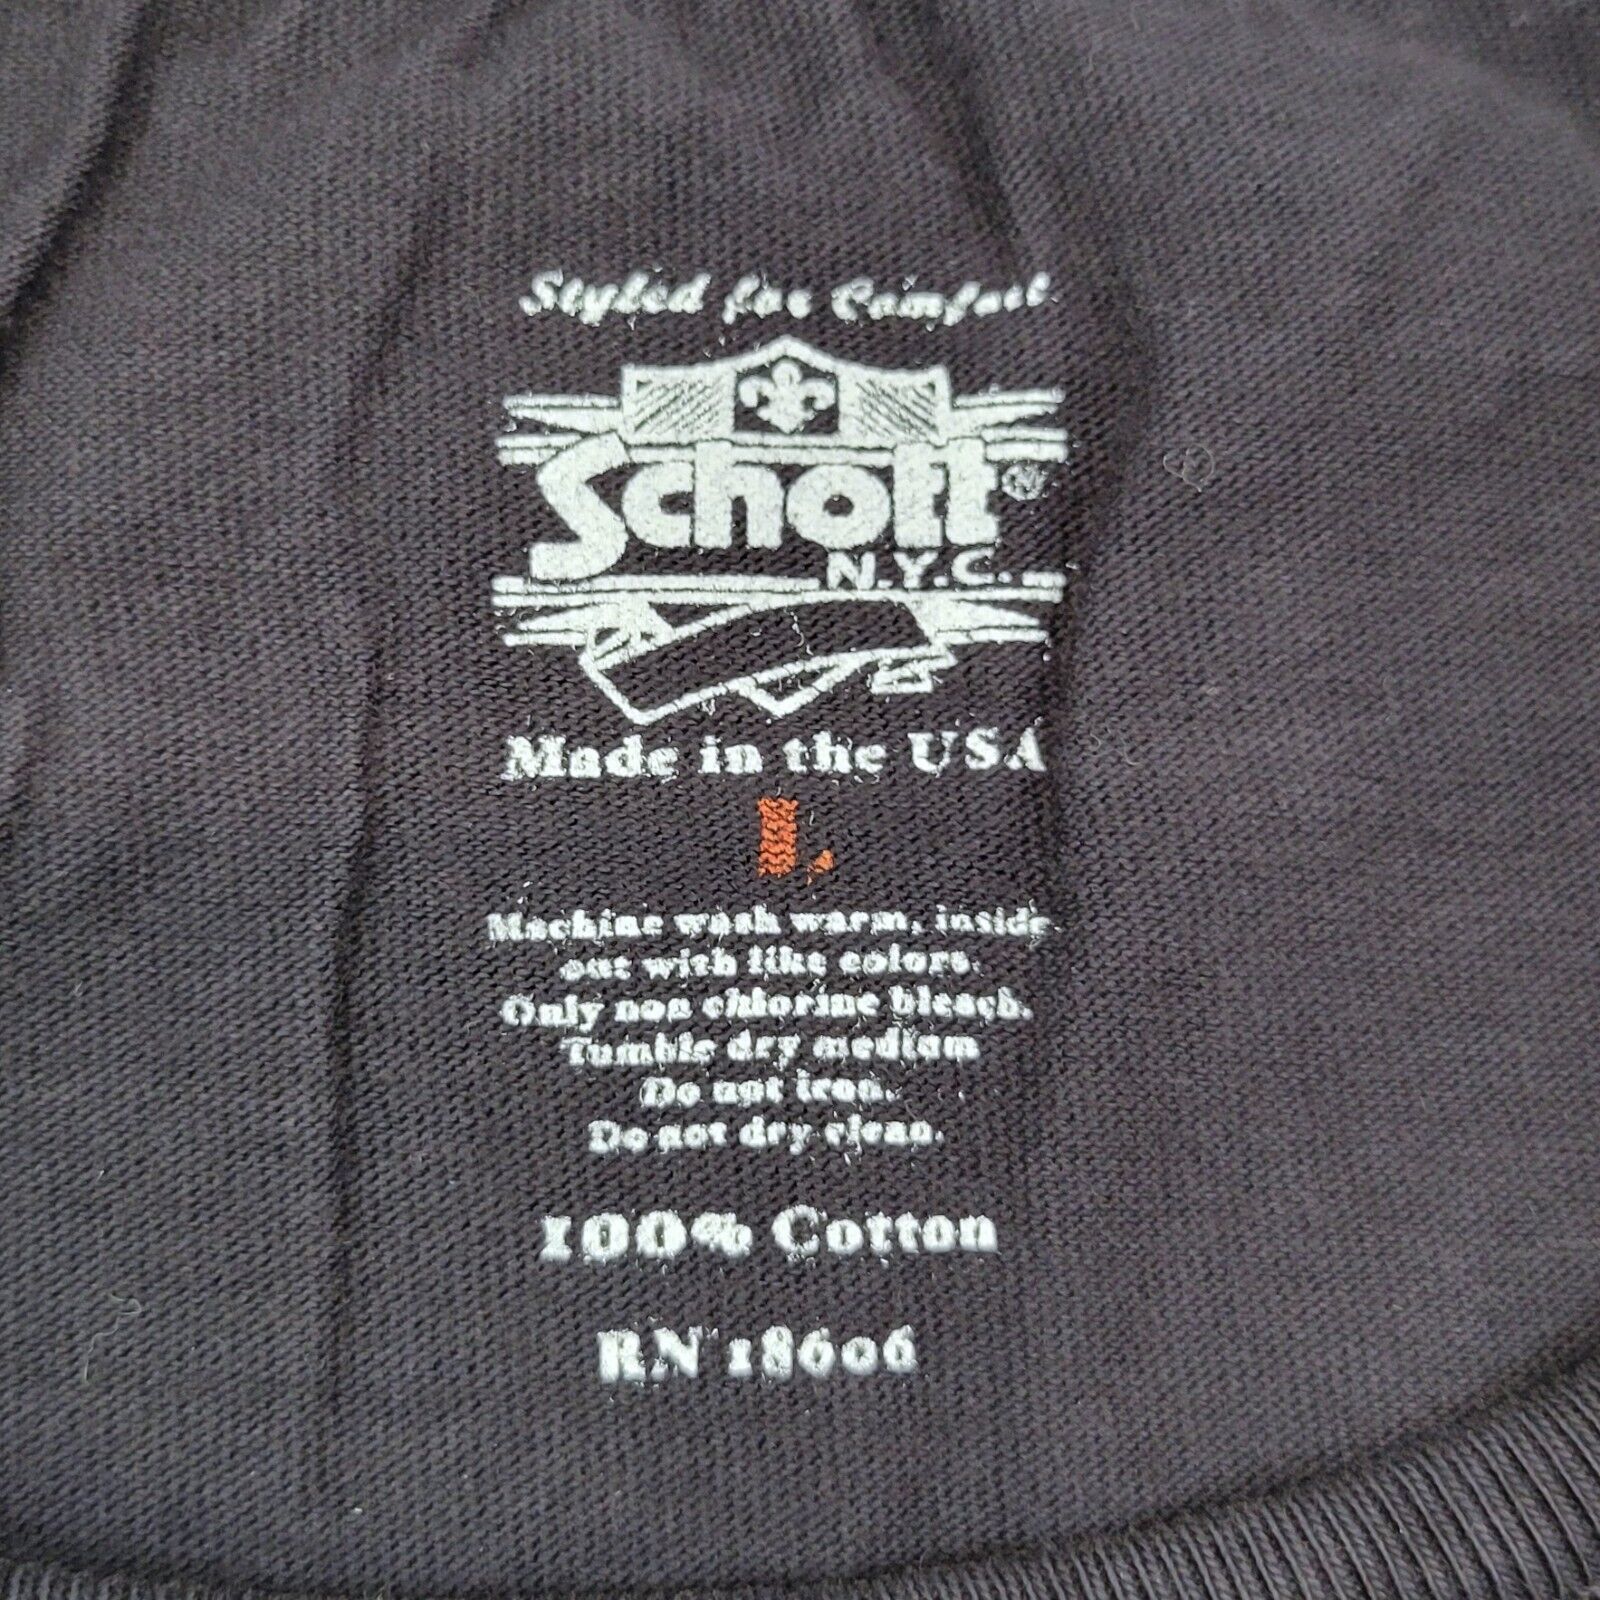 Styled for Comfort
Schott®
N.Y.C.
Made in the USA
L
Machine wash warm, inside
out with like colors.
Only non chlorine bleach.
Tumble dry medium
Do not iron.
Do not dry clean.
100% Cotton
RN 18606